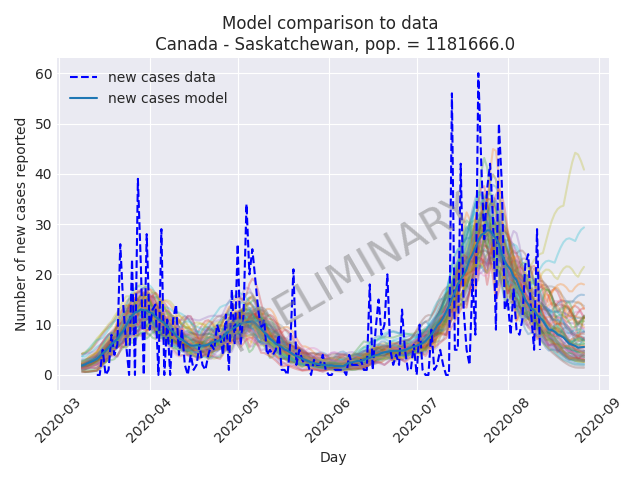 Model comparison to data
Canada - Saskatchewan, pop. = 1181666.0
new cases data
new cases model
Number of new cases reported
60
50
40
30
20
10
0
2020-03
2020-04
2020-05
2020-06
2020-07
2020-08
2020-09
Day